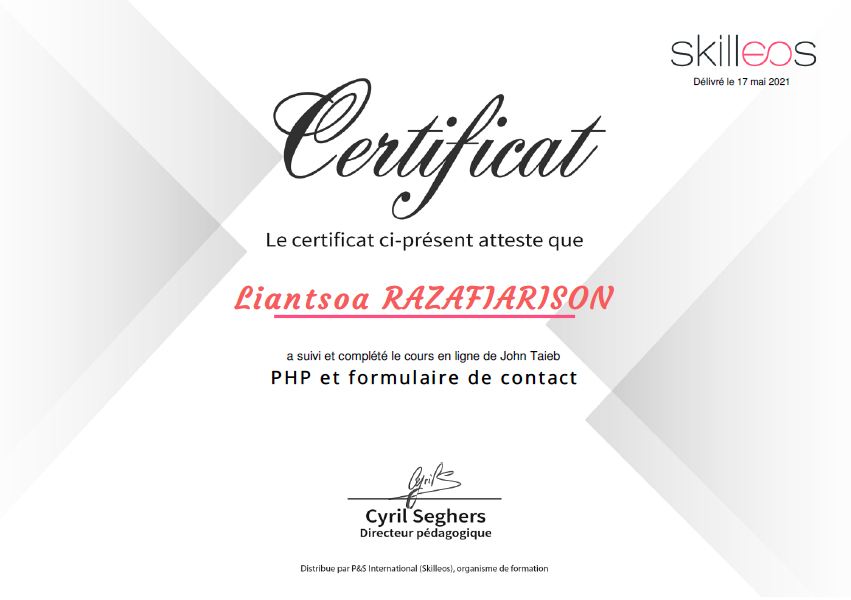 skilleos
Délivré le 17 mai 2021
Certificat
Le certificat ci-présent atteste que
Liantsoa RAZAFIARISON
a suivi et complété le cours en ligne de John Taieb
PHP et formulaire de contact
Cyril S
Cyril Seghers
Directeur pédagogique
Distribue par P&S International (Skilleos), organisme de formation